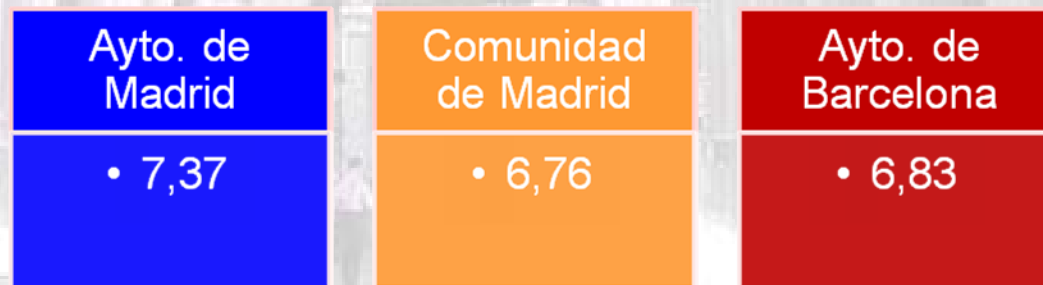 Ayto. de
Madrid
• 7,37
Comunidad
de Madrid
• 6,76
Ayto. de
Barcelona
• 6,83